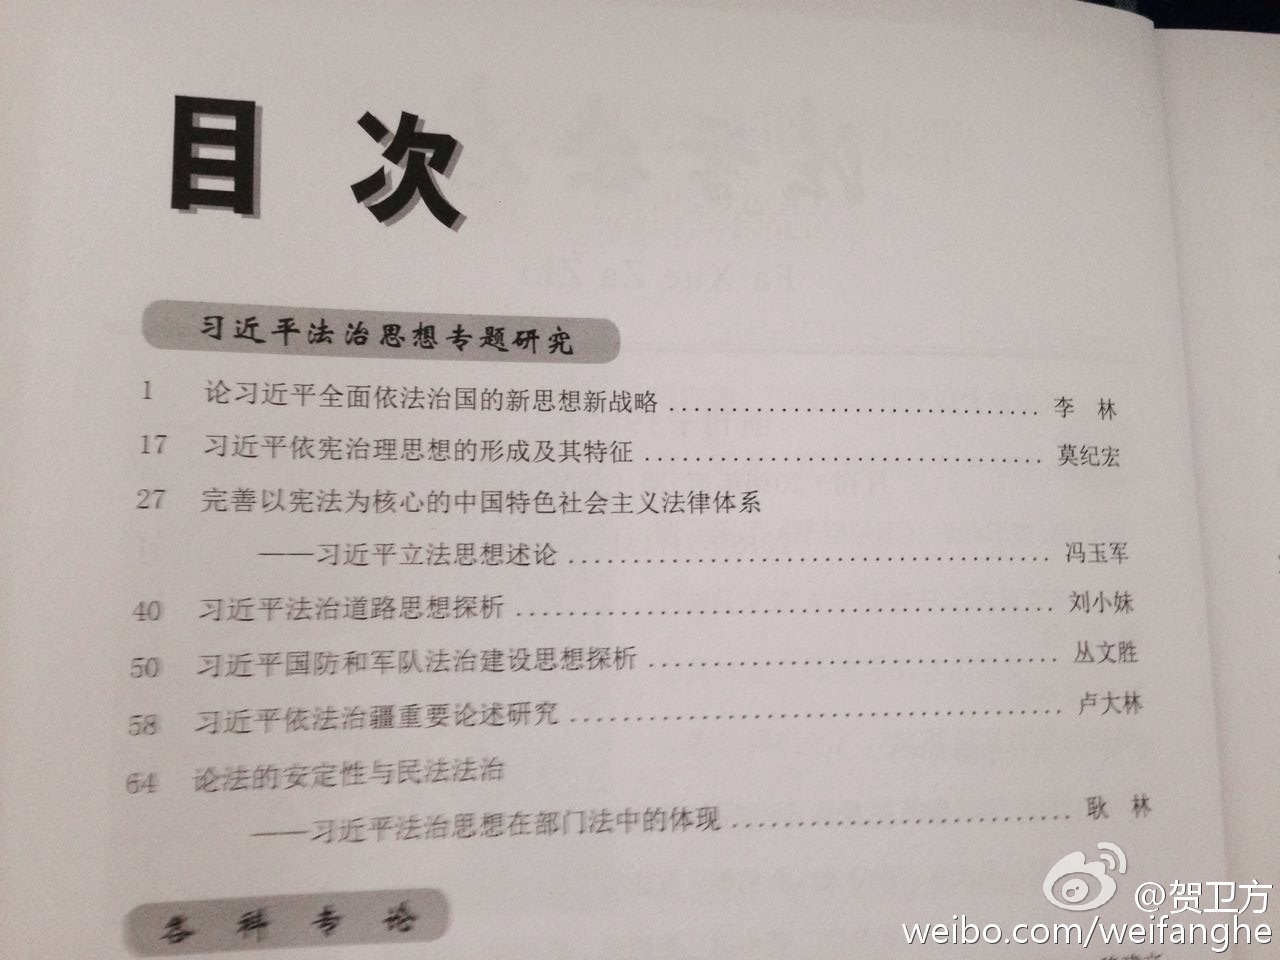 目 次
习近平法治思想专题研究
1 论习近平全面依法治国的新思想新战略 ................................ 李 林
17 习近平依宪治理思想的形成及其特征 ................................ 莫纪宏
27 完善以宪法为核心的中国特色社会主义法律体系
——习近平立法思想述论 ................................ 冯玉军
40 习近平法治道路思想探析 ................................ 刘小妹
50 习近平国防和军队法治建设思想探析 ................................ 丛文胜
58 习近平依法治疆重要论述研究 ................................ 卢大林
64 论法的安定性与民法法治
——习近平法治思想在部门法中的体现 ................................ 耿 林
各 科 专 论
@贺卫方
weibo.com/weifanghe
Fa Xue Za Zhi